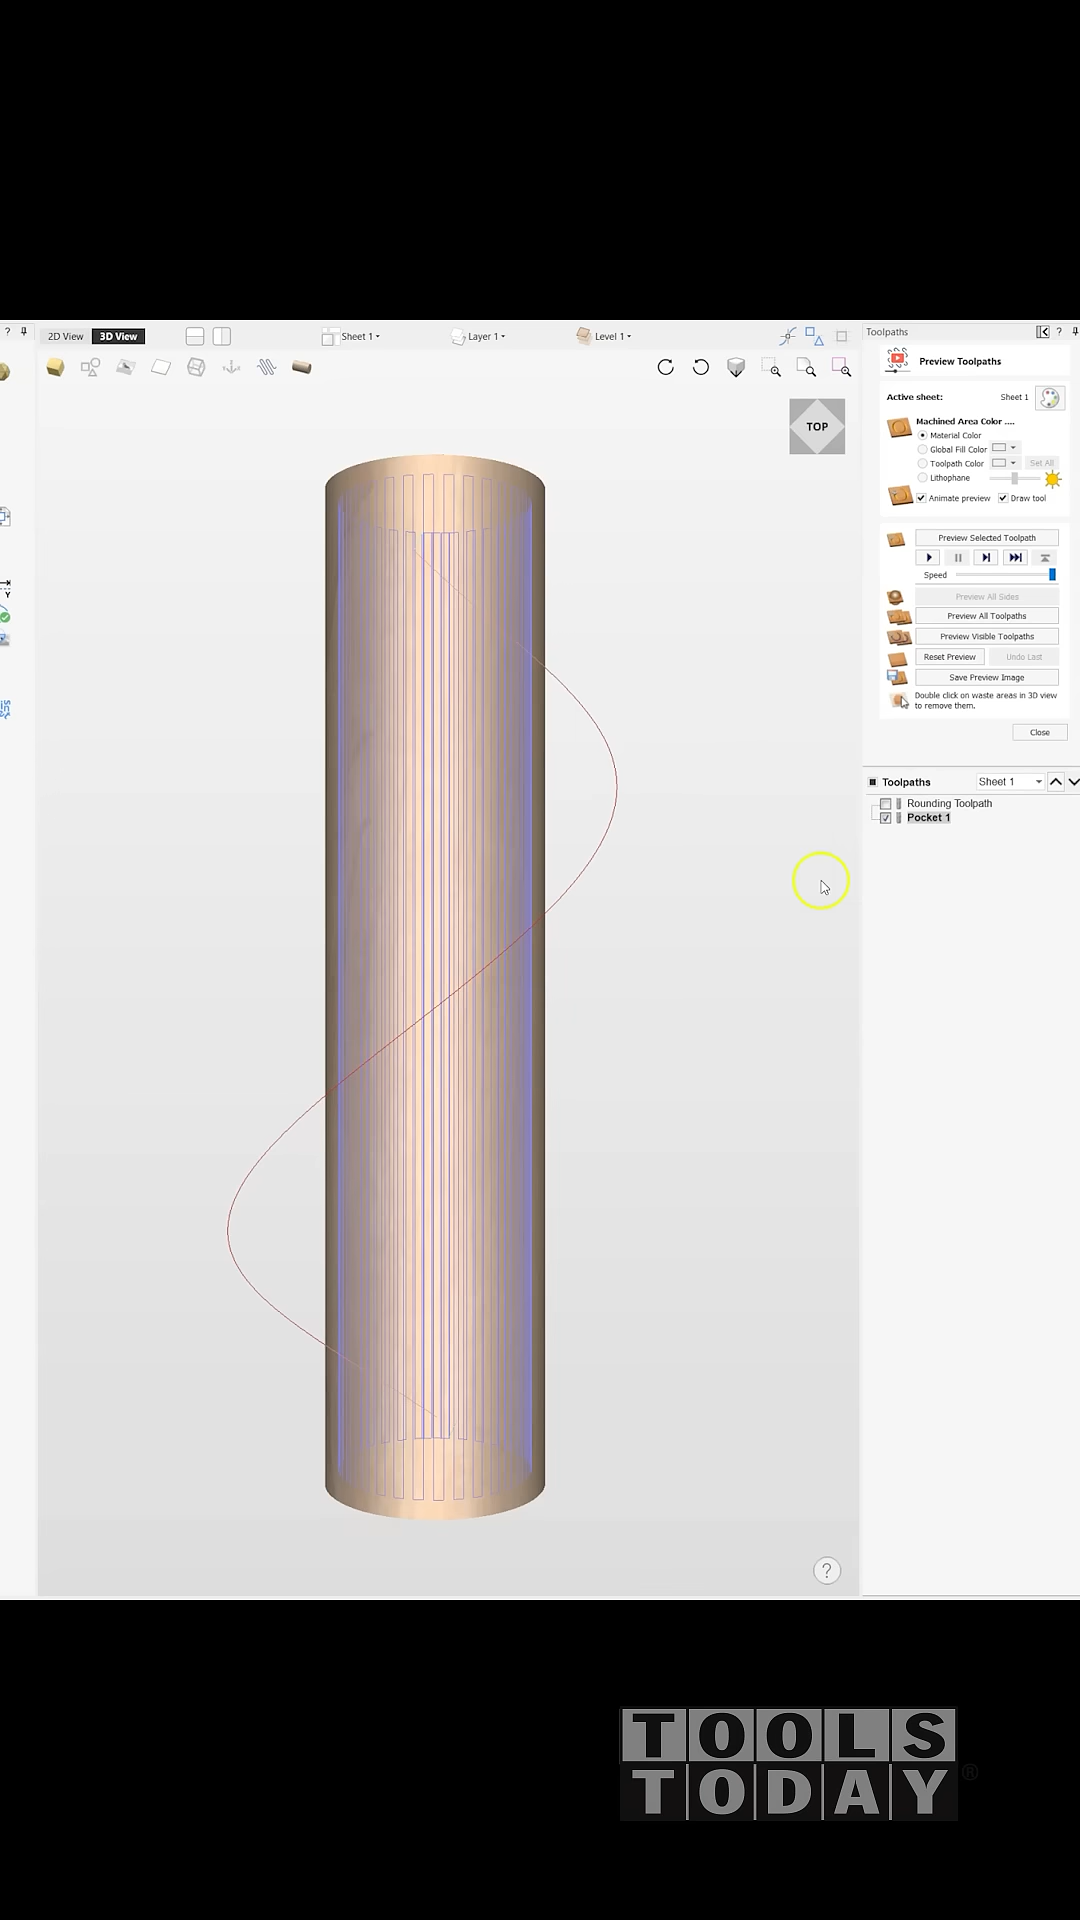 ?
2D View
3D View
Sheet 1
Layer 1
Level 1
Toolpaths
?
Preview Toolpaths
Active sheet:
Sheet 1
Machined Area Color ....
Material Color
Global Fill Color
Toolpath Color
Set All
Lithophane
Animate preview
Draw tool
TOP
Preview Selected Toolpath
Speed
Preview All Sides
Preview All Toolpaths
Preview Visible Toolpaths
Reset Preview
Undo Last
Save Preview Image
Double click on waste areas in 3D view
to remove them.
Close
Toolpaths
Sheet 1
Rounding Toolpath
Pocket 1
Y
?
TOOLS
TODAY®